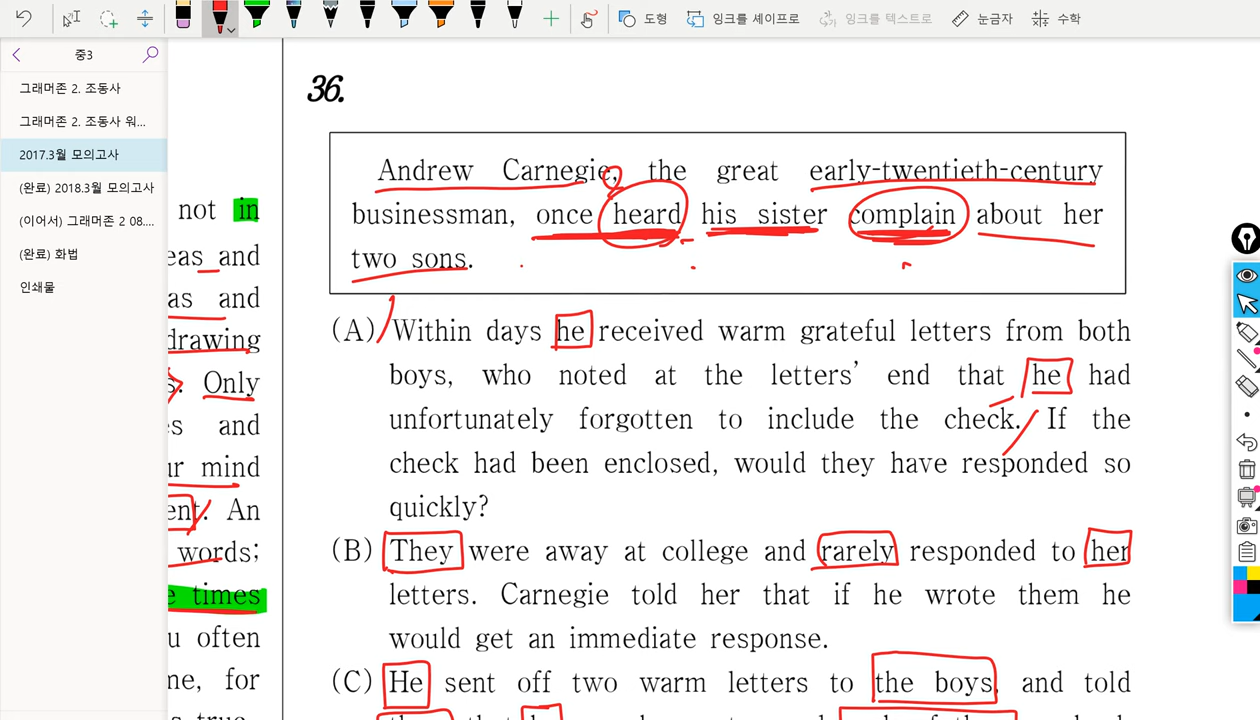 도형
잉크를 셰이프로
잉크를 텍스트로
눈금자
수학
중3
그래머존 2. 조동사
그래머존 2. 조동사 워...
2017.3월 모의고사
(완료) 2018.3월 모의고사
(이어서) 그래머존 2 08....
(완료) 화법
인쇄물
not in
eas and
as and
drawing
s. Only
es and
ur mind
ent. An
words;
e times
u often
me, for
36.
Andrew Carnegie, the great early-twentieth-century
businessman, once heard his sister complain about her
two sons.
(A) Within days he received warm grateful letters from both
boys, who noted at the letters' end that he had
unfortunately forgotten to include the check. If the
check had been enclosed, would they have responded so
quickly?
(B) They were away at college and rarely responded to her
letters. Carnegie told her that if he wrote them he
would get an immediate response.
(C) He sent off two warm letters to the boys, and told